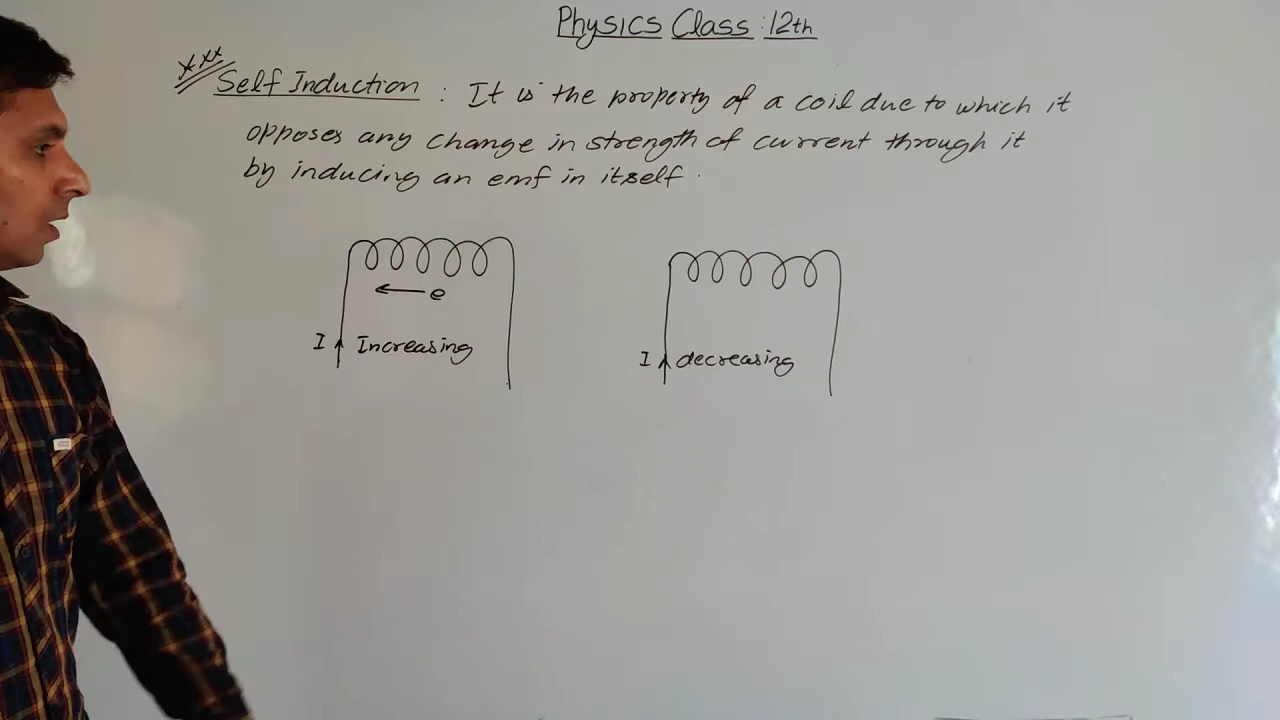 Physics Class : 12th
*** Self Induction : It is the property of a coil due to which it
opposes any change in strength of current through it
by inducing an emf in itself .
e
I Increasing
I decreasing